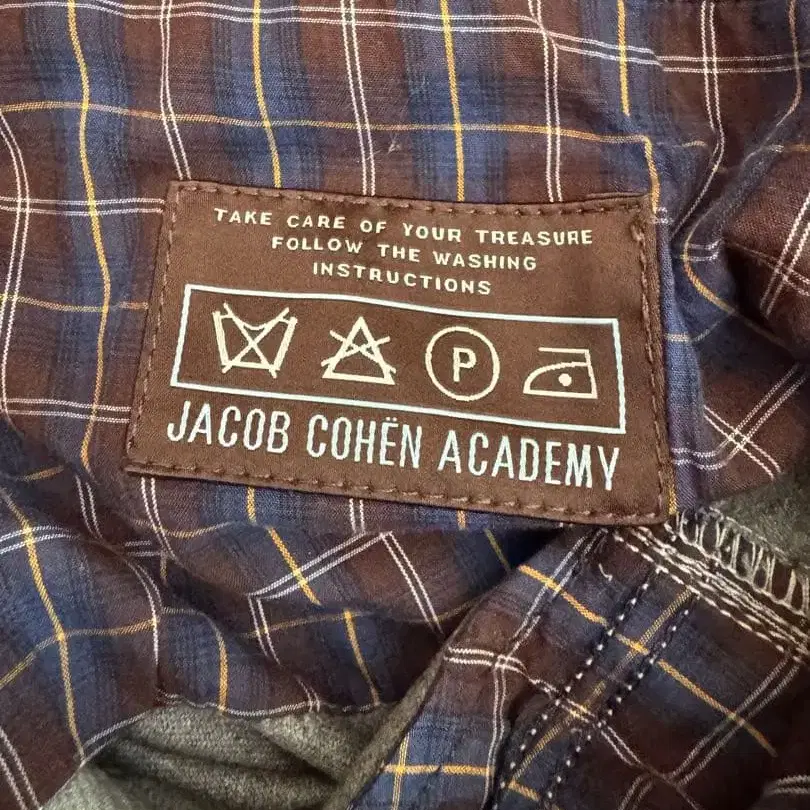 TAKE CARE OF YOUR TREASURE
FOLLOW THE WASHING
INSTRUCTIONS
P
JACOB COHËN ACADEMY